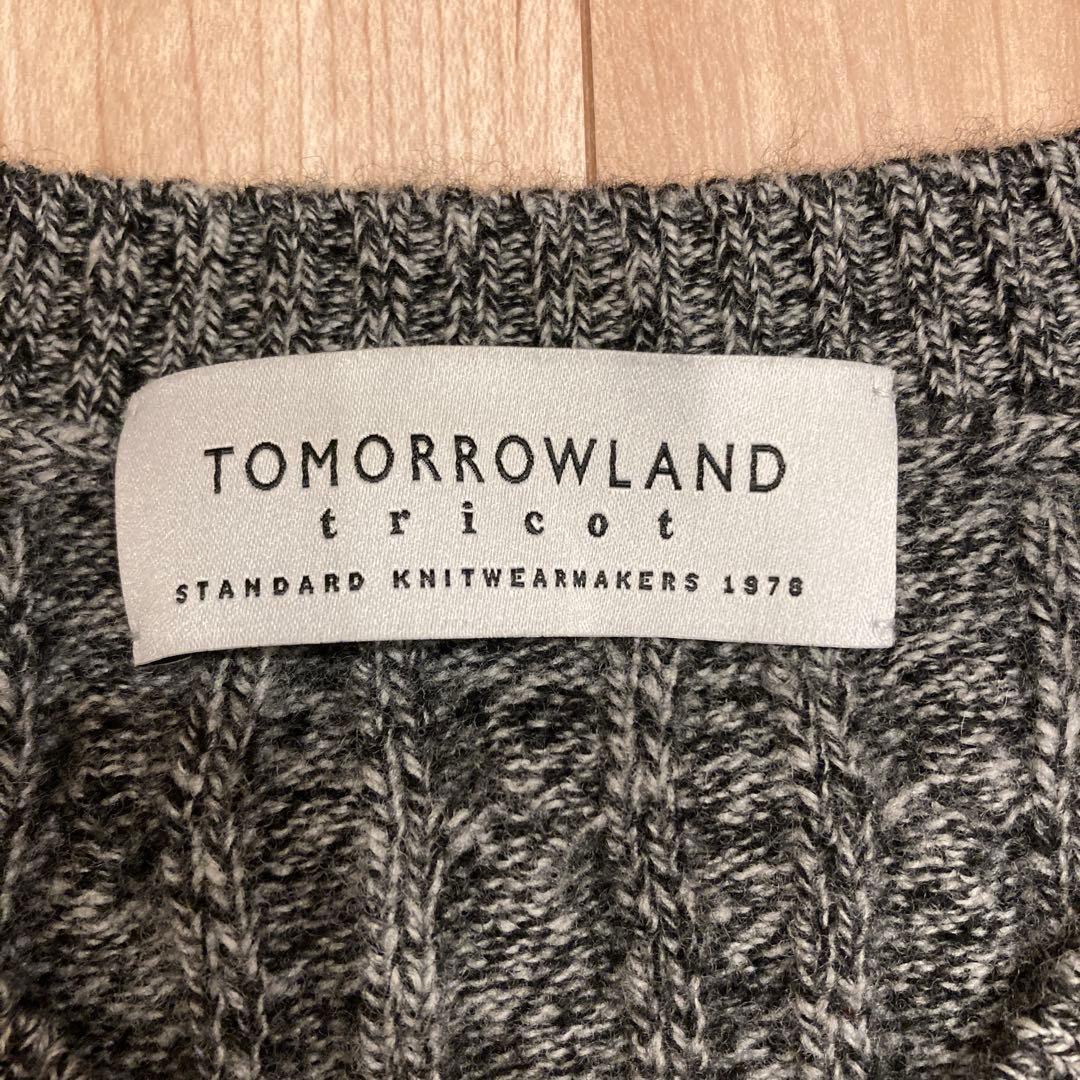 TOMORROWLAND
tricot
STANDARD KNITWEARMAKERS 1978